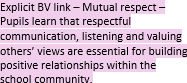 Explicit BV link – Mutual respect –
Pupils learn that respectful
communication, listening and valuing
others’ views are essential for building
positive relationships within the
school community.